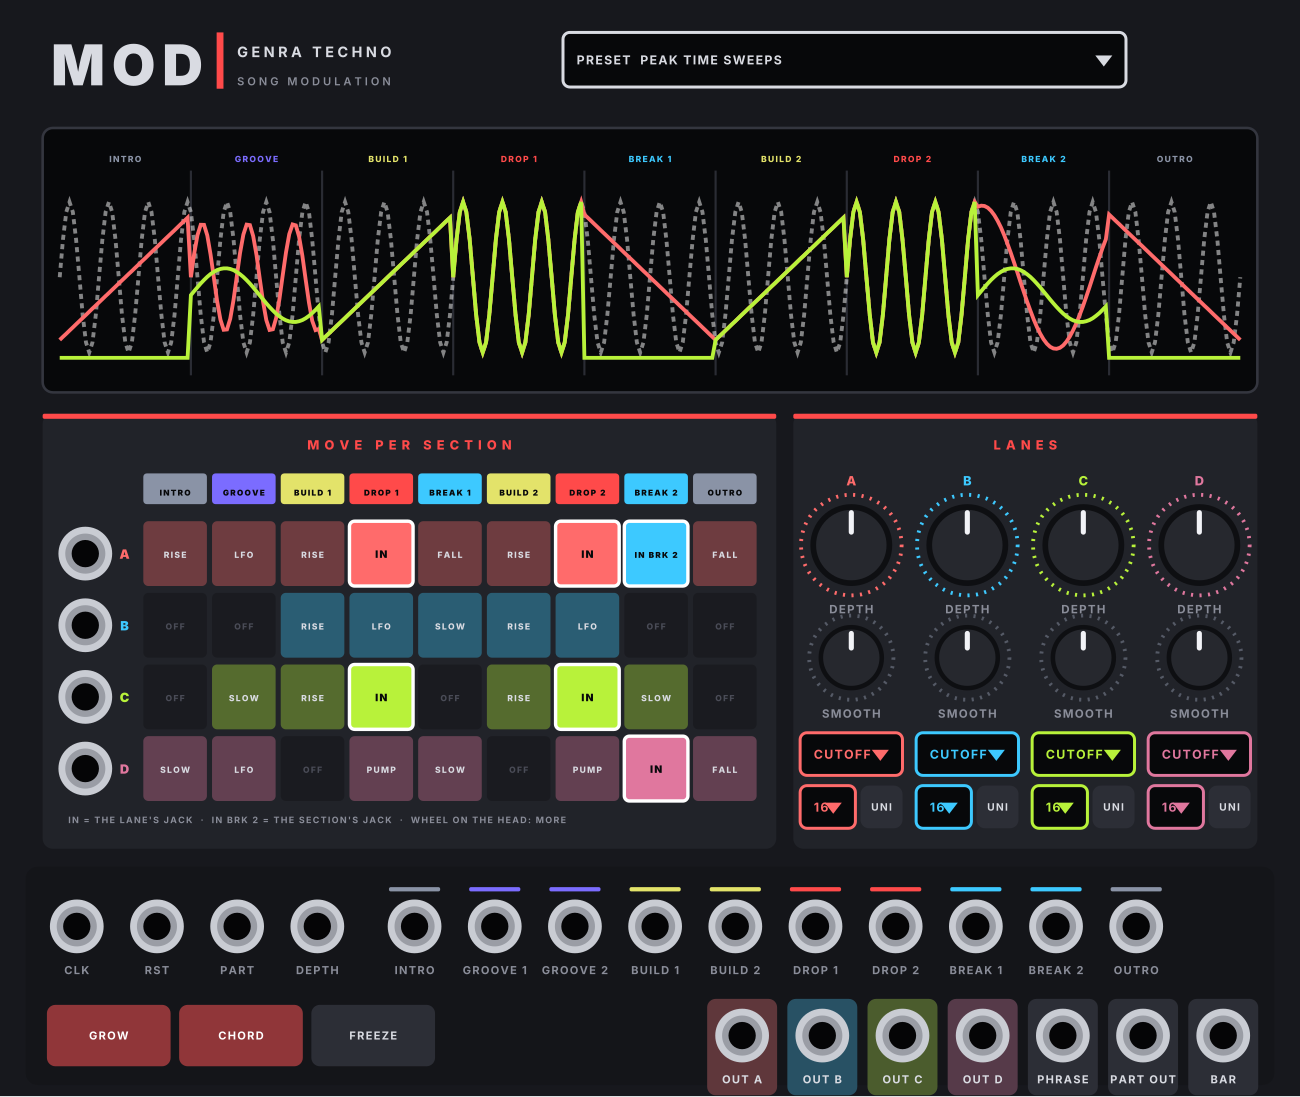 MOD
GENRA TECHNO
SONG MODULATION
PRESET PEAK TIME SWEEPS
INTRO GROOVE BUILD 1 DROP 1 BREAK 1 BUILD 2 DROP 2 BREAK 2 OUTRO
MOVE PER SECTION
INTRO GROOVE BUILD 1 DROP 1 BREAK 1 BUILD 2 DROP 2 BREAK 2 OUTRO
A RISE LFO RISE IN FALL RISE IN IN BRK 2 FALL
B OFF OFF RISE LFO SLOW RISE LFO OFF OFF
C OFF SLOW RISE IN OFF RISE IN SLOW OFF
D SLOW LFO OFF PUMP SLOW OFF PUMP IN FALL
IN = THE LANE'S JACK · IN BRK 2 = THE SECTION'S JACK · WHEEL ON THE HEAD: MORE
LANES
A B C D
DEPTH DEPTH DEPTH DEPTH
SMOOTH SMOOTH SMOOTH SMOOTH
CUTOFF CUTOFF CUTOFF CUTOFF
16 UNI 16 UNI 16 UNI 16 UNI
CLK RST PART DEPTH INTRO GROOVE 1 GROOVE 2 BUILD 1 BUILD 2 DROP 1 DROP 2 BREAK 1 BREAK 2 OUTRO
GROW CHORD FREEZE
OUT A OUT B OUT C OUT D PHRASE PART OUT BAR